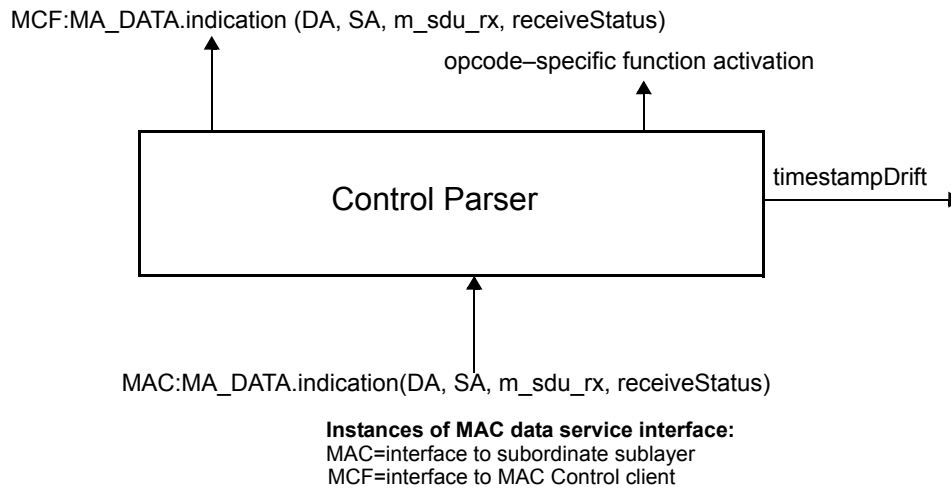 MCF:MA_DATA.indication (DA, SA, m_sdu_rx, receiveStatus)
opcode–specific function activation
timestampDrift
Control Parser
MAC:MA_DATA.indication(DA, SA, m_sdu_rx, receiveStatus)
Instances of MAC data service interface:
MAC=interface to subordinate sublayer
MCF=interface to MAC Control client